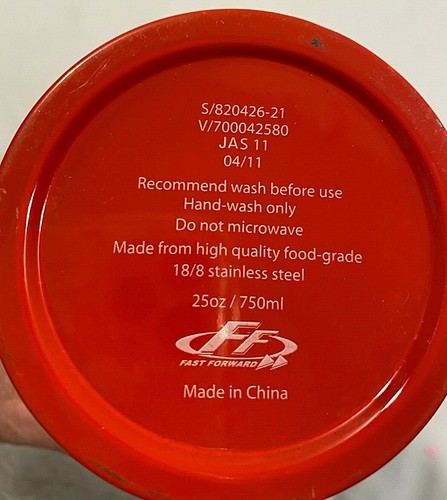 S/820426-21
V/700042580
JAS 11
04/11
Recommend wash before use
Hand-wash only
Do not microwave
Made from high quality food-grade
18/8 stainless steel
25oz / 750ml
FF
FAST FORWARD
Made in China